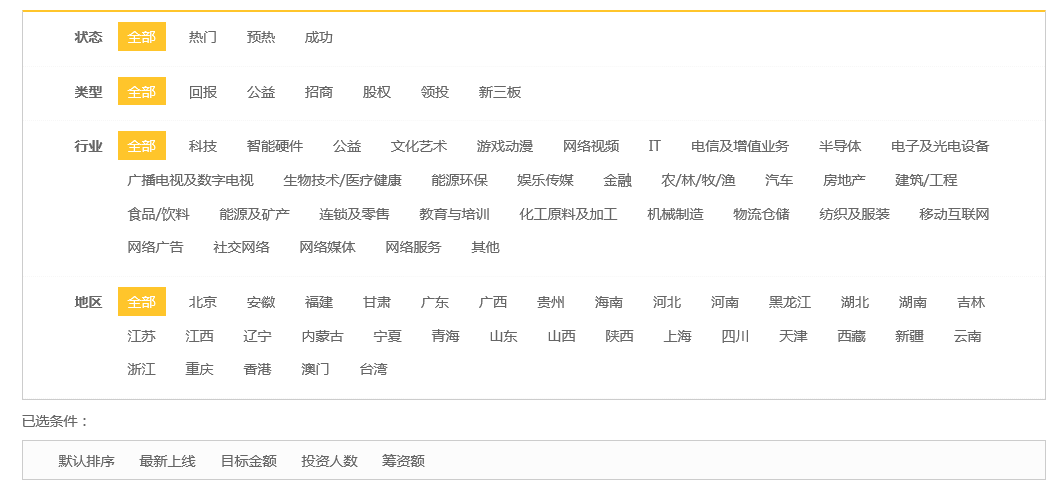 状态 全部 热门 预热 成功
类型 全部 回报 公益 招商 股权 领投 新三板
行业 全部 科技 智能硬件 公益 文化艺术 游戏动漫 网络视频 IT 电信及增值业务 半导体 电子及光电设备
广播电视及数字电视 生物技术/医疗健康 能源环保 娱乐传媒 金融 农/林/牧/渔 汽车 房地产 建筑/工程
食品/饮料 能源及矿产 连锁及零售 教育与培训 化工原料及加工 机械制造 物流仓储 纺织及服装 移动互联网
网络广告 社交网络 网络媒体 网络服务 其他
地区 全部 北京 安徽 福建 甘肃 广东 广西 贵州 海南 河北 河南 黑龙江 湖北 湖南 吉林
江苏 江西 辽宁 内蒙古 宁夏 青海 山东 山西 陕西 上海 四川 天津 西藏 新疆 云南
浙江 重庆 香港 澳门 台湾
已选条件：
默认排序 最新上线 目标金额 投资人数 筹资额